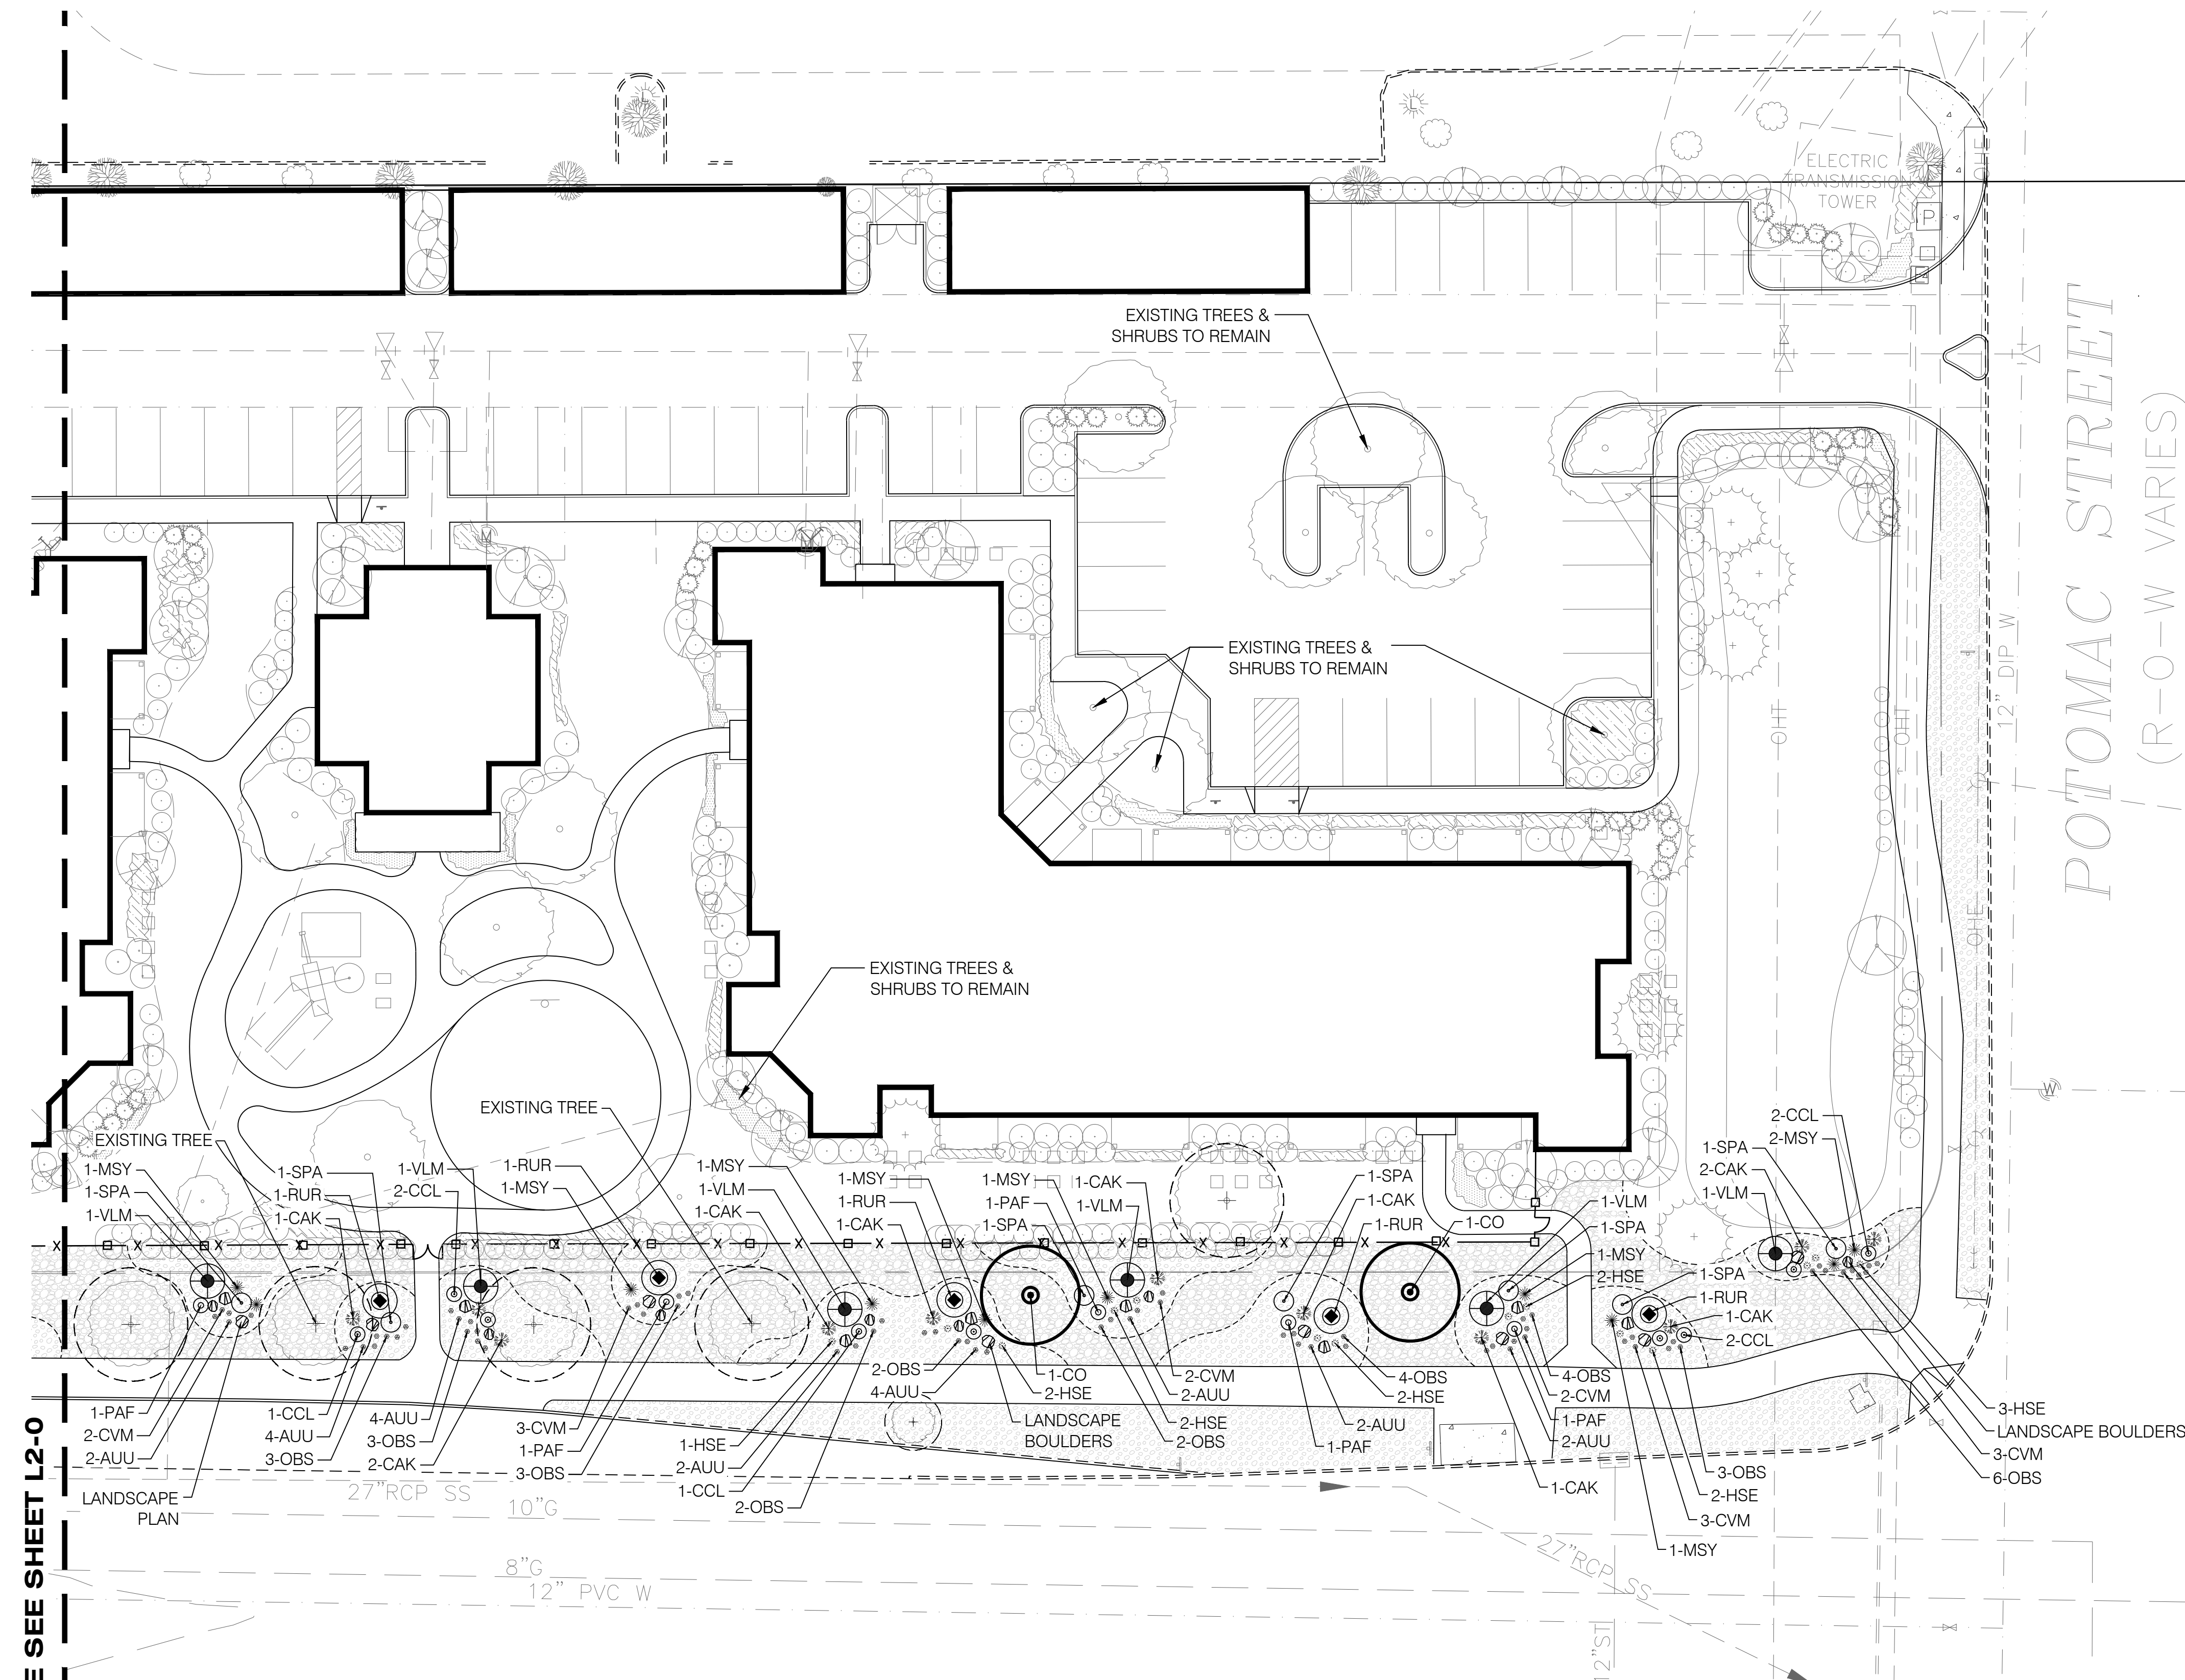 L
L
ELECTRIC
TRANSMISSION
TOWER
P
OHE
EXISTING TREES &
SHRUBS TO REMAIN
POTOMAC STREET
(R-O-W VARIES)
12" DIP W
EXISTING TREES &
SHRUBS TO REMAIN
OHT
OHT
OHE
EXISTING TREES &
SHRUBS TO REMAIN
W
EXISTING TREE
EXISTING TREE
1-MSY
1-SPA
1-VLM
1-SPA
1-RUR
1-CAK
1-VLM
2-CCL
1-RUR
1-MSY
1-MSY
1-VLM
1-CAK
1-MSY
1-RUR
1-CAK
1-MSY
1-PAF
1-SPA
1-CAK
1-VLM
1-SPA
1-CAK
1-RUR
1-CO
1-VLM
1-SPA
1-MSY
2-HSE
2-CCL
2-MSY
1-SPA
2-CAK
1-VLM
1-SPA
1-RUR
1-CAK
2-CCL
1-PAF
2-CVM
2-AUU
LANDSCAPE
PLAN
1-CCL
4-AUU
3-OBS
4-AUU
3-OBS
2-CAK
3-CVM
1-PAF
3-OBS
1-HSE
2-AUU
1-CCL
2-OBS
2-OBS
4-AUU
1-CO
2-HSE
LANDSCAPE
BOULDERS
2-CVM
2-AUU
2-HSE
2-OBS
4-OBS
2-HSE
2-AUU
1-PAF
4-OBS
2-CVM
1-PAF
2-AUU
1-CAK
3-OBS
2-HSE
3-CVM
1-MSY
3-HSE
LANDSCAPE BOULDERS
3-CVM
6-OBS
27"RCP SS
10"G
8"G
12" PVC W
27"RCP SS
12"ST
E SEE SHEET L2-0